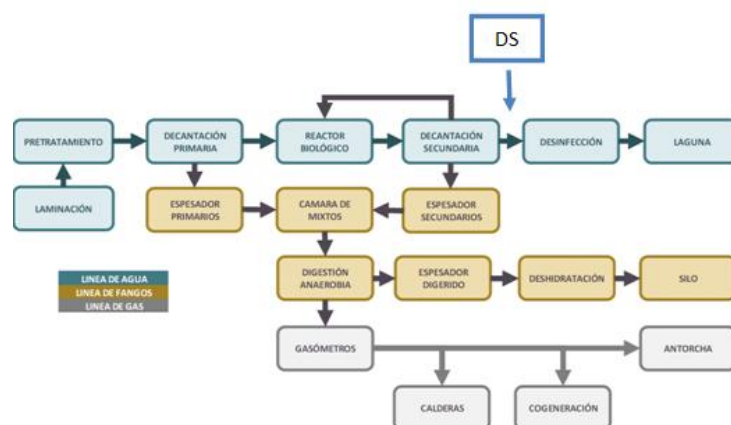 DS
PRETRATAMIENTO
DECANTACIÓN
PRIMARIA
REACTOR
BIOLÓGICO
DECANTACIÓN
SECUNDARIA
DESINFECCIÓN
LAGUNA
LAMINACIÓN
ESPESADOR
PRIMARIOS
CAMARA DE
MIXTOS
ESPESADOR
SECUNDARIOS
DIGESTIÓN
ANAEROBIA
ESPESADOR
DIGERIDO
DESHIDRATACIÓN
SILO
LINEA DE AGUA
LINEA DE FANGOS
LINEA DE GAS
GASÓMETROS
ANTORCHA
CALDERAS
COGENERACIÓN